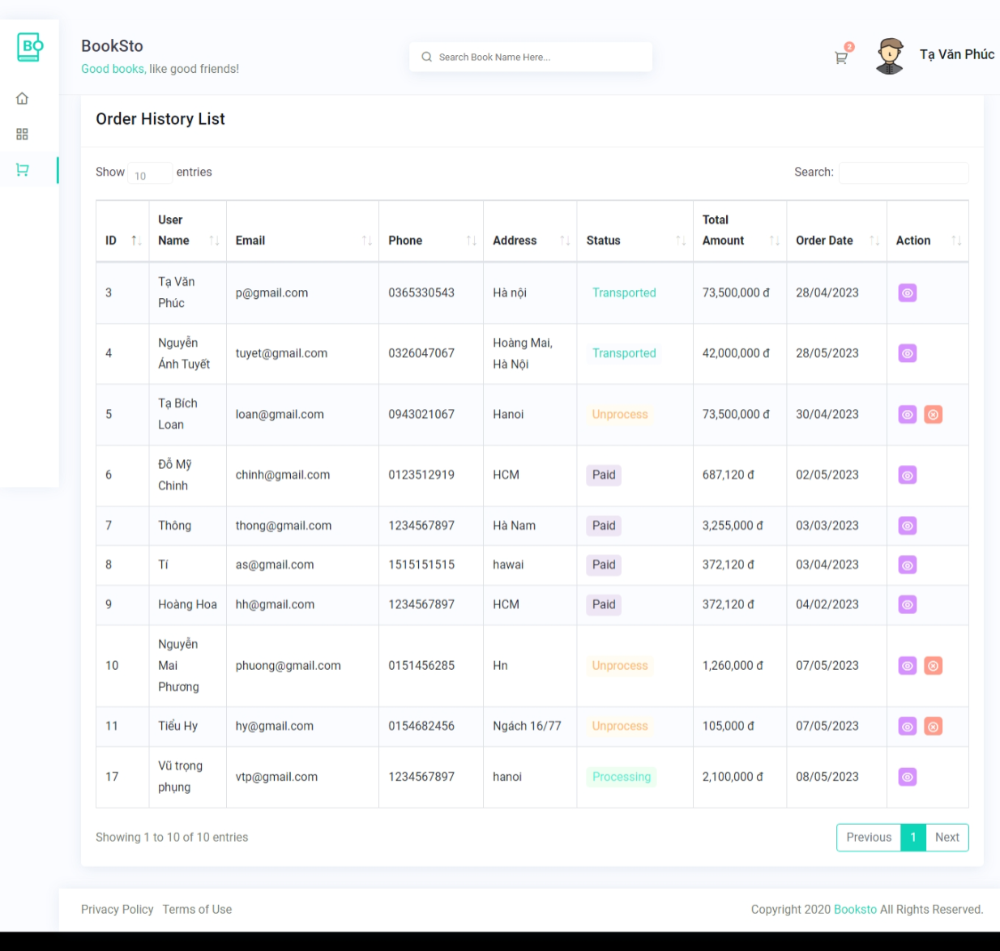 BO
BookSto
Good books, like good friends!
Search Book Name Here...
2
Tạ Văn Phúc
Order History List
Show 10 entries
Search:
ID User Name Email Phone Address Status Total Amount Order Date Action
3 Tạ Văn Phúc p@gmail.com 0365330543 Hà nội Transported 73,500,000 đ 28/04/2023
4 Nguyễn Ánh Tuyết tuyet@gmail.com 0326047067 Hoàng Mai, Hà Nội Transported 42,000,000 đ 28/05/2023
5 Tạ Bích Loan loan@gmail.com 0943021067 Hanoi Unprocess 73,500,000 đ 30/04/2023
6 Đỗ Mỹ Chinh chinh@gmail.com 0123512919 HCM Paid 687,120 đ 02/05/2023
7 Thông thong@gmail.com 1234567897 Hà Nam Paid 3,255,000 đ 03/03/2023
8 Tí as@gmail.com 1515151515 hawai Paid 372,120 đ 03/04/2023
9 Hoàng Hoa hh@gmail.com 1234567897 HCM Paid 372,120 đ 04/02/2023
10 Nguyễn Mai Phương phuong@gmail.com 0151456285 Hn Unprocess 1,260,000 đ 07/05/2023
11 Tiểu Hy hy@gmail.com 0154682456 Ngách 16/77 Unprocess 105,000 đ 07/05/2023
17 Vũ trọng phụng vtp@gmail.com 1234567897 hanoi Processing 2,100,000 đ 08/05/2023
Showing 1 to 10 of 10 entries
Previous 1 Next
Privacy Policy Terms of Use
Copyright 2020 Booksto All Rights Reserved.